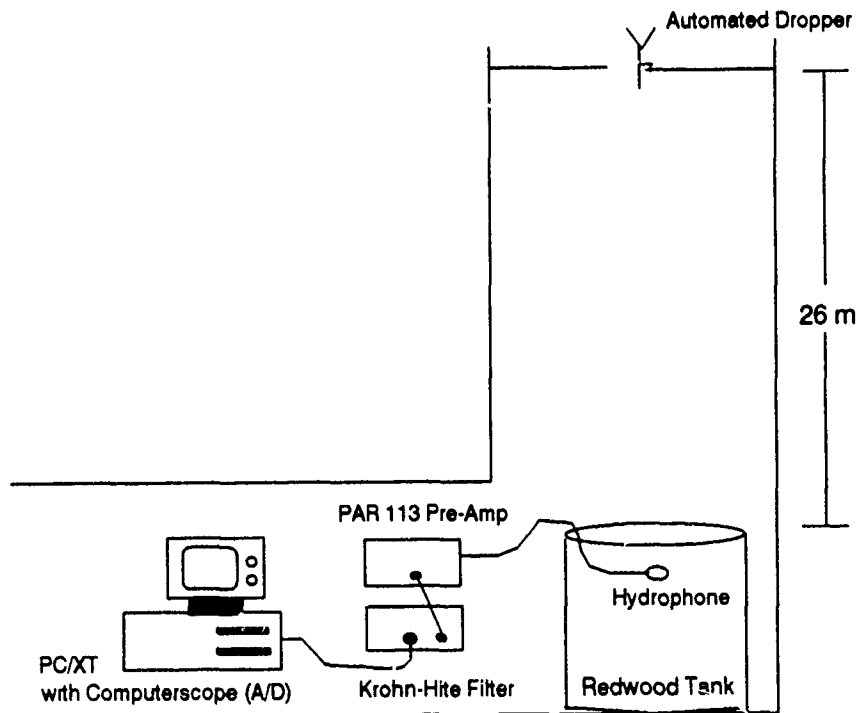 Automated Dropper
26 m
PAR 113 Pre-Amp
Hydrophone
PC/XT
with Computerscope (A/D)
Krohn-Hite Filter
Redwood Tank